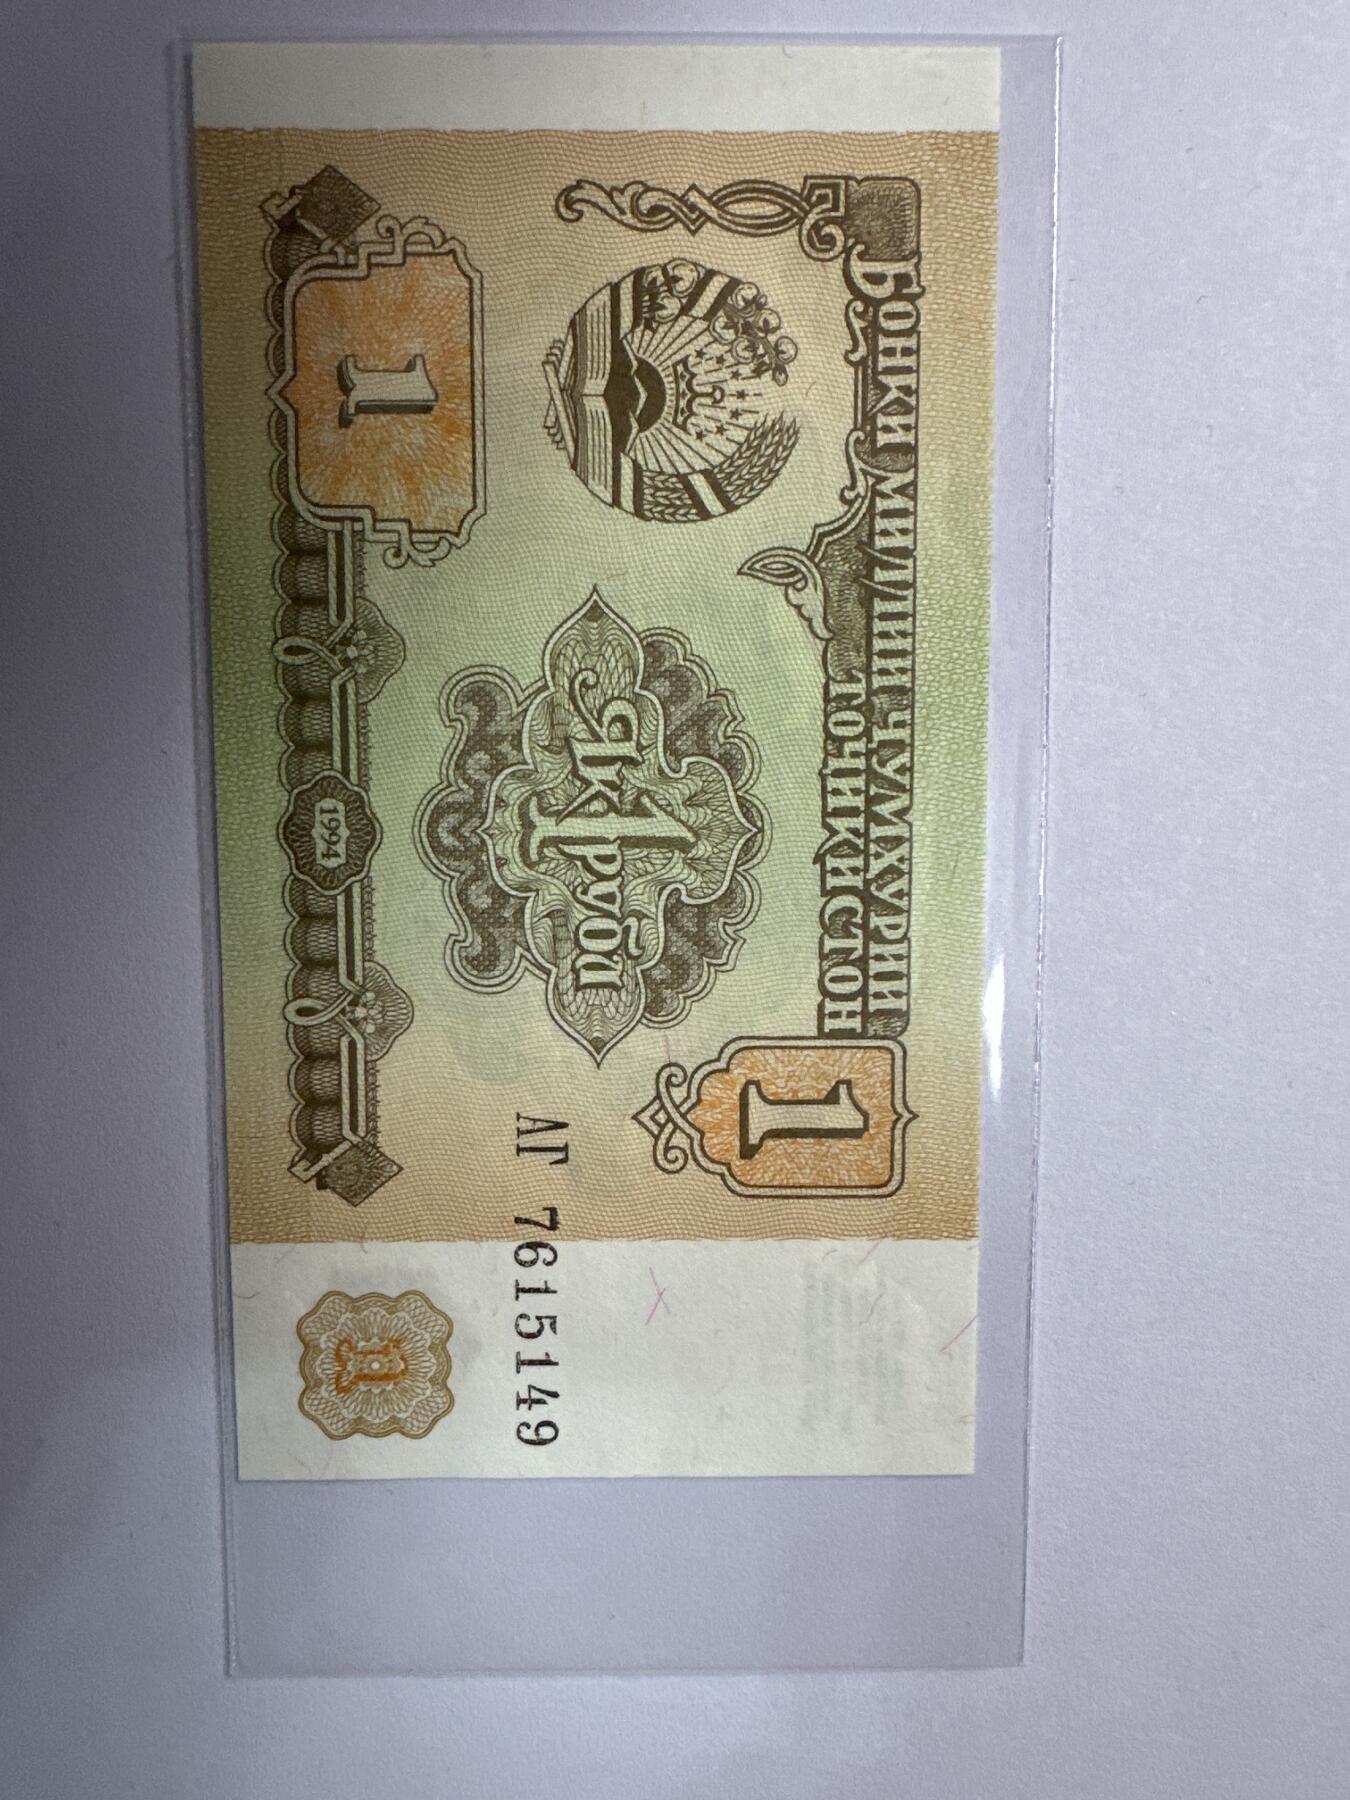 БОНКИ МИЛЛИИ ҶУМҲУРИИ
ТОҶИКИСТОН
1
Як 1 рубл
АГ 7615149
1
1994
1